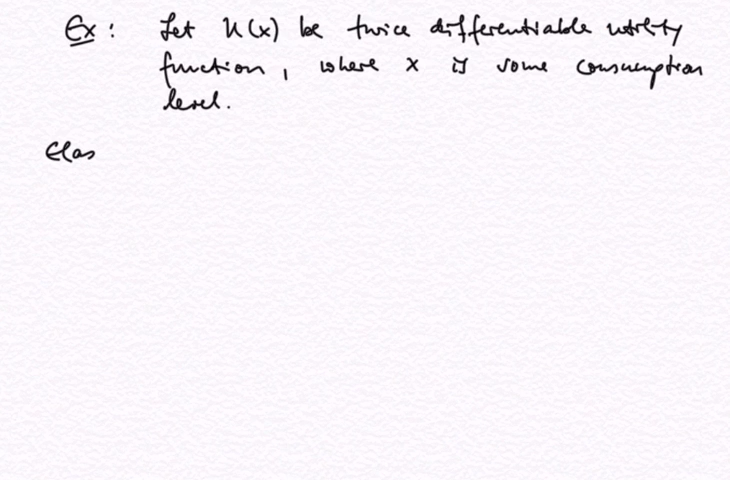 Ex: Let U(x) be twice differentiable utility
function, where x is some consumption
level.
Elas